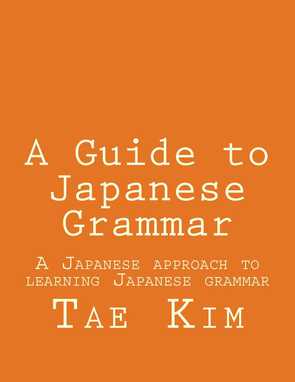 A Guide to
Japanese
Grammar
A Japanese approach to
learning Japanese grammar
Tae Kim